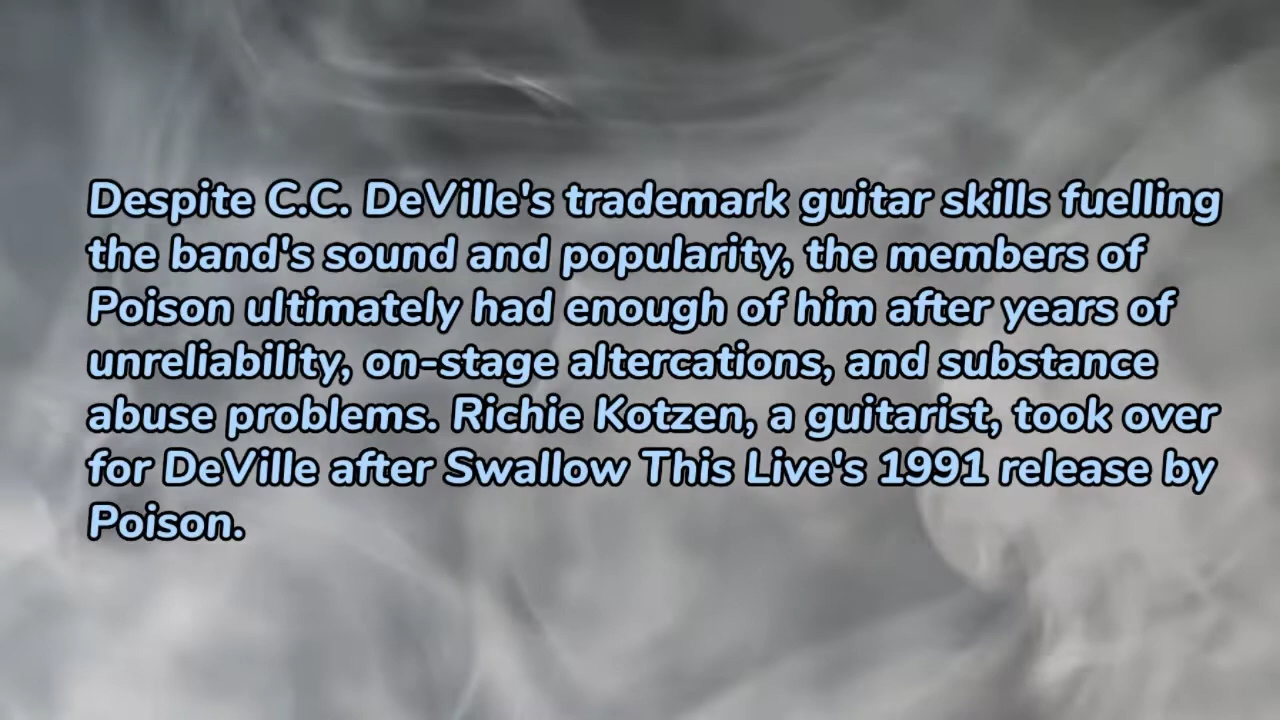 Despite C.C. DeVille's trademark guitar skills fuelling
the band's sound and popularity, the members of
Poison ultimately had enough of him after years of
unreliability, on-stage altercations, and substance
abuse problems. Richie Kotzen, a guitarist, took over
for DeVille after Swallow This Live's 1991 release by
Poison.